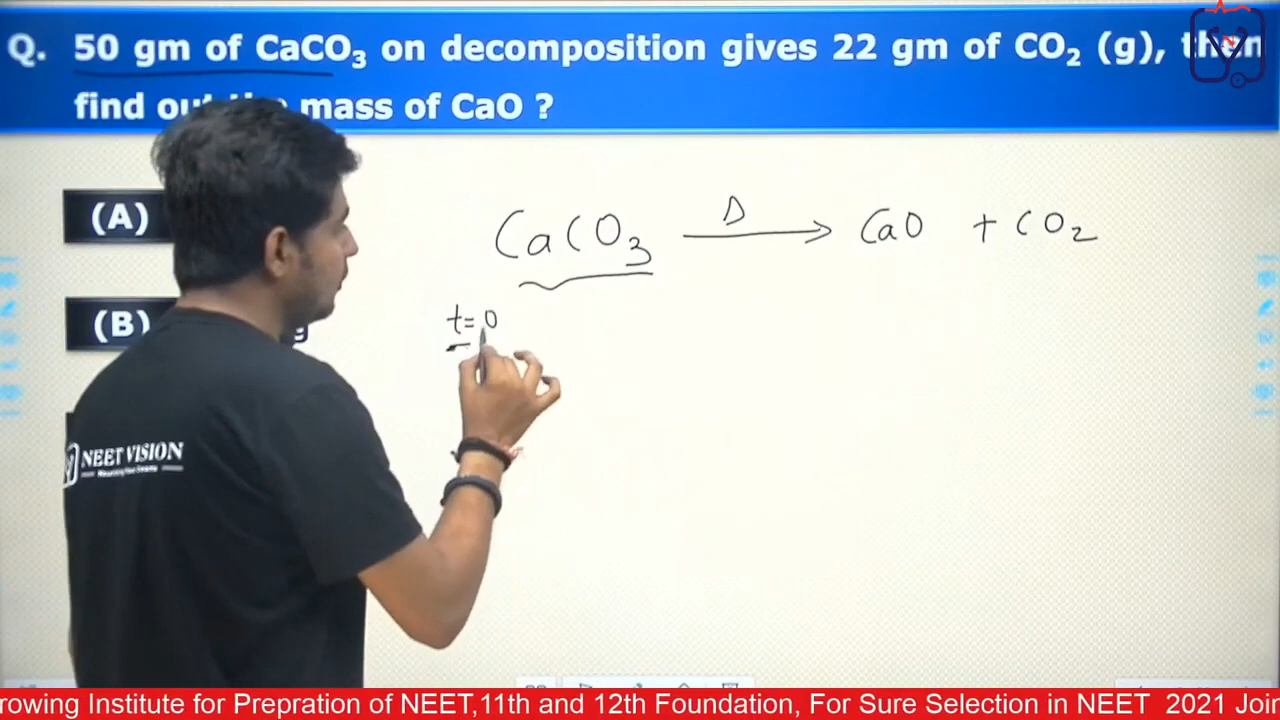 Q. 50 gm of CaCO₃ on decomposition gives 22 gm of CO₂ (g), then
find out the mass of CaO ?
(A)
CaCO₃ Δ → CaO + CO₂
t=0
(B)
NEET VISION
rowing Institute for Prepration of NEET,11th and 12th Foundation, For Sure Selection in NEET 2021 Join